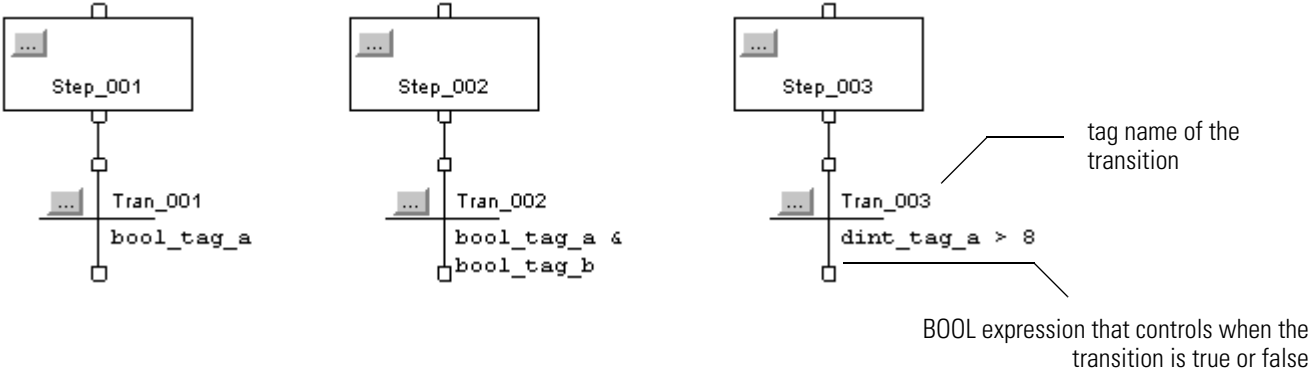 ...
...
...
Step_001
Step_002
Step_003
tag name of the
transition
...
Tran_001
...
Tran_002
...
Tran_003
bool_tag_a
bool_tag_a &
bool_tag_b
dint_tag_a > 8
BOOL expression that controls when the
transition is true or false